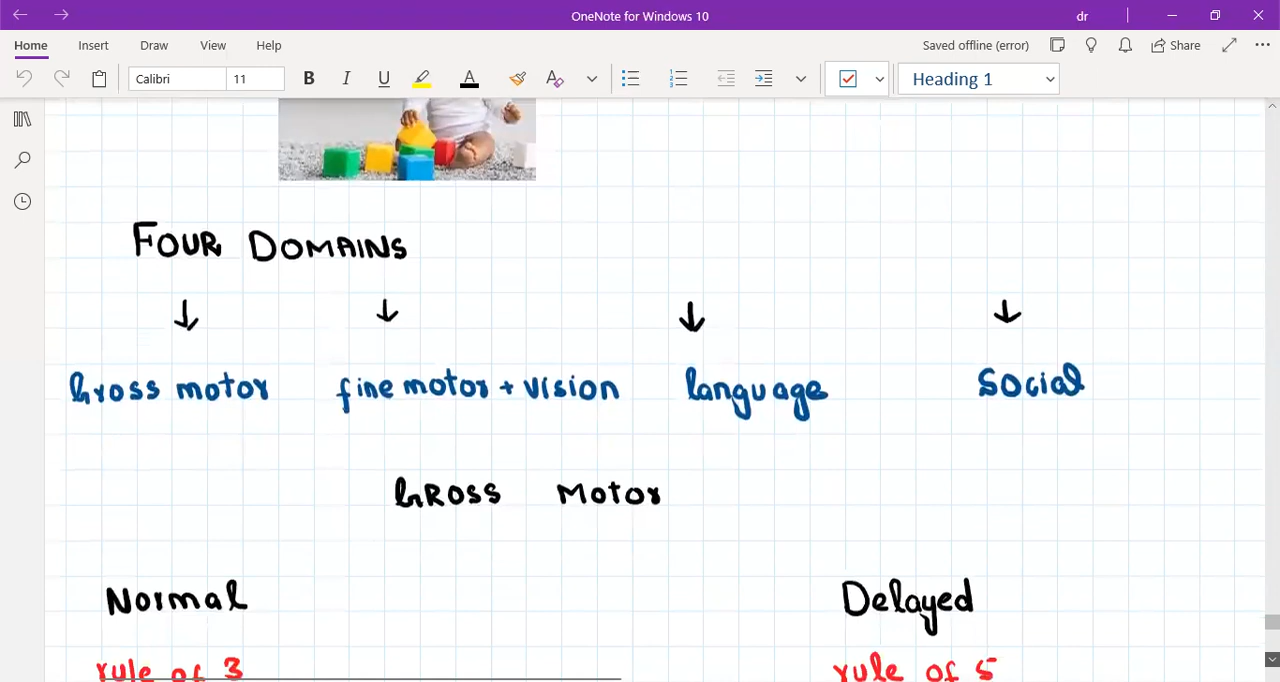 OneNote for Windows 10
dr
Home Insert Draw View Help
Saved offline (error)
Share
Calibri 11 B I U A A Heading 1
FOUR DOMAINS
↓ ↓ ↓ ↓
Gross motor fine motor + vision language social
GROSS MOTOR
Normal Delayed
rule of 3 rule of 5